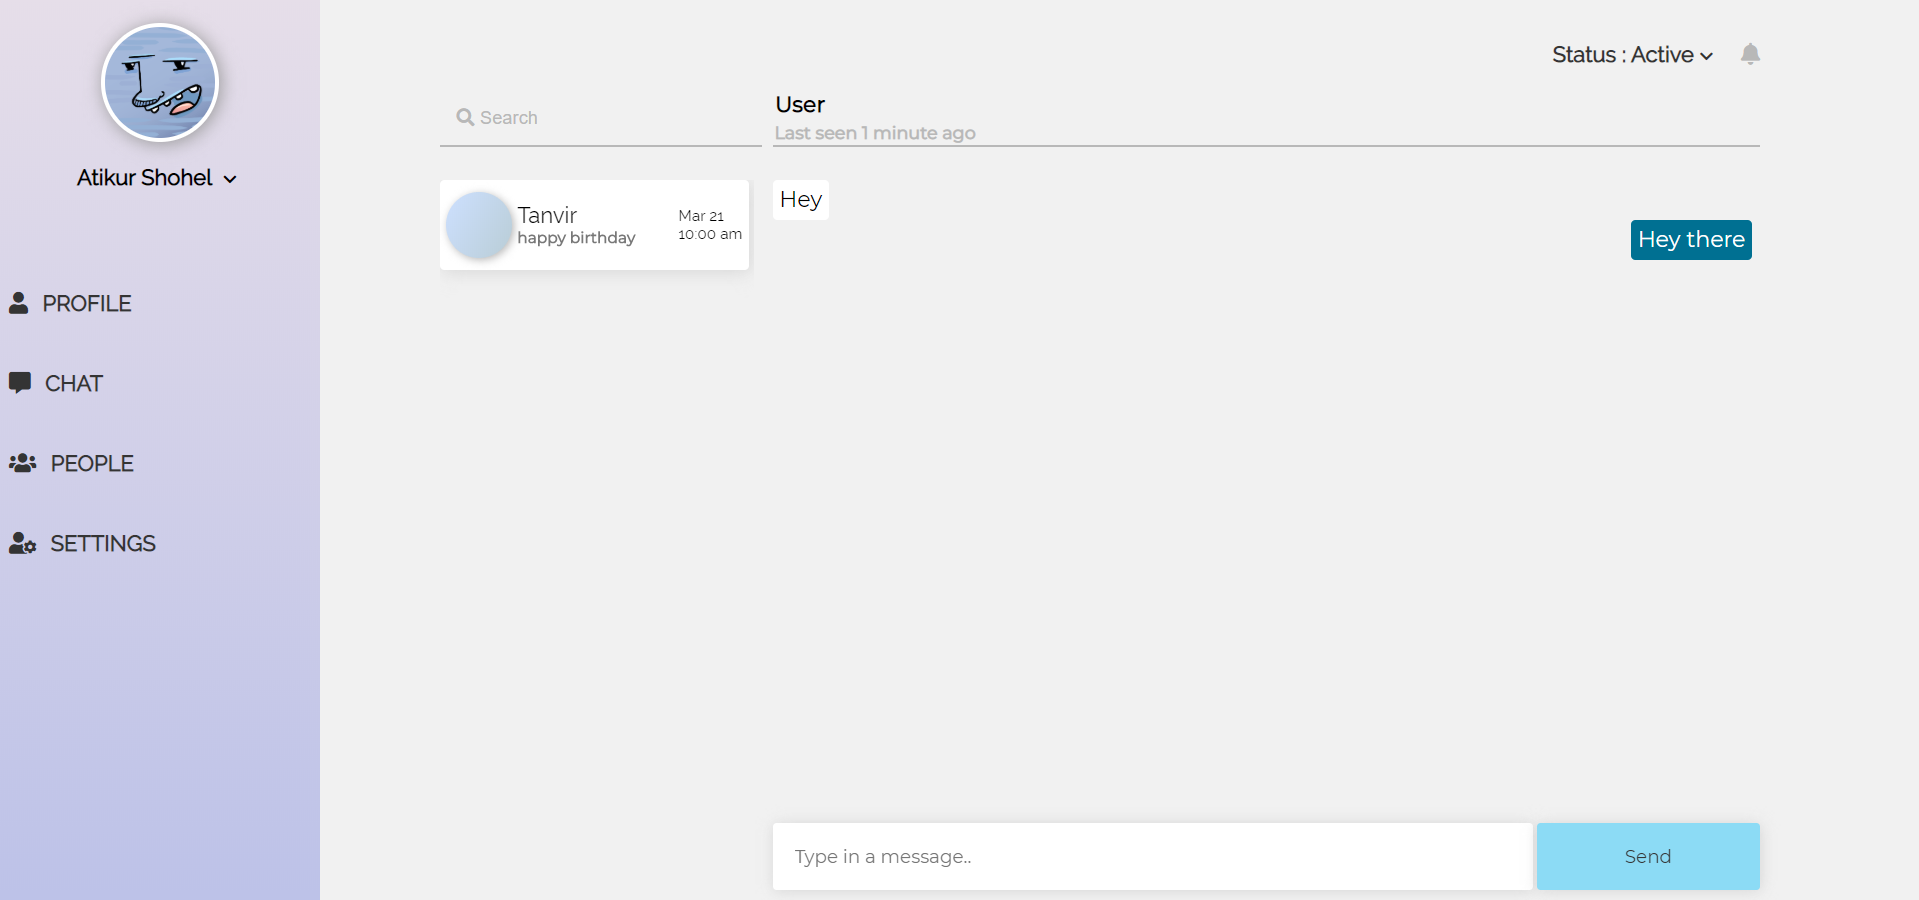 Atikur Shohel
PROFILE
CHAT
PEOPLE
SETTINGS
Status : Active
Search
User
Last seen 1 minute ago
Tanvir
happy birthday
Mar 21
10:00 am
Hey
Hey there
Type in a message..
Send